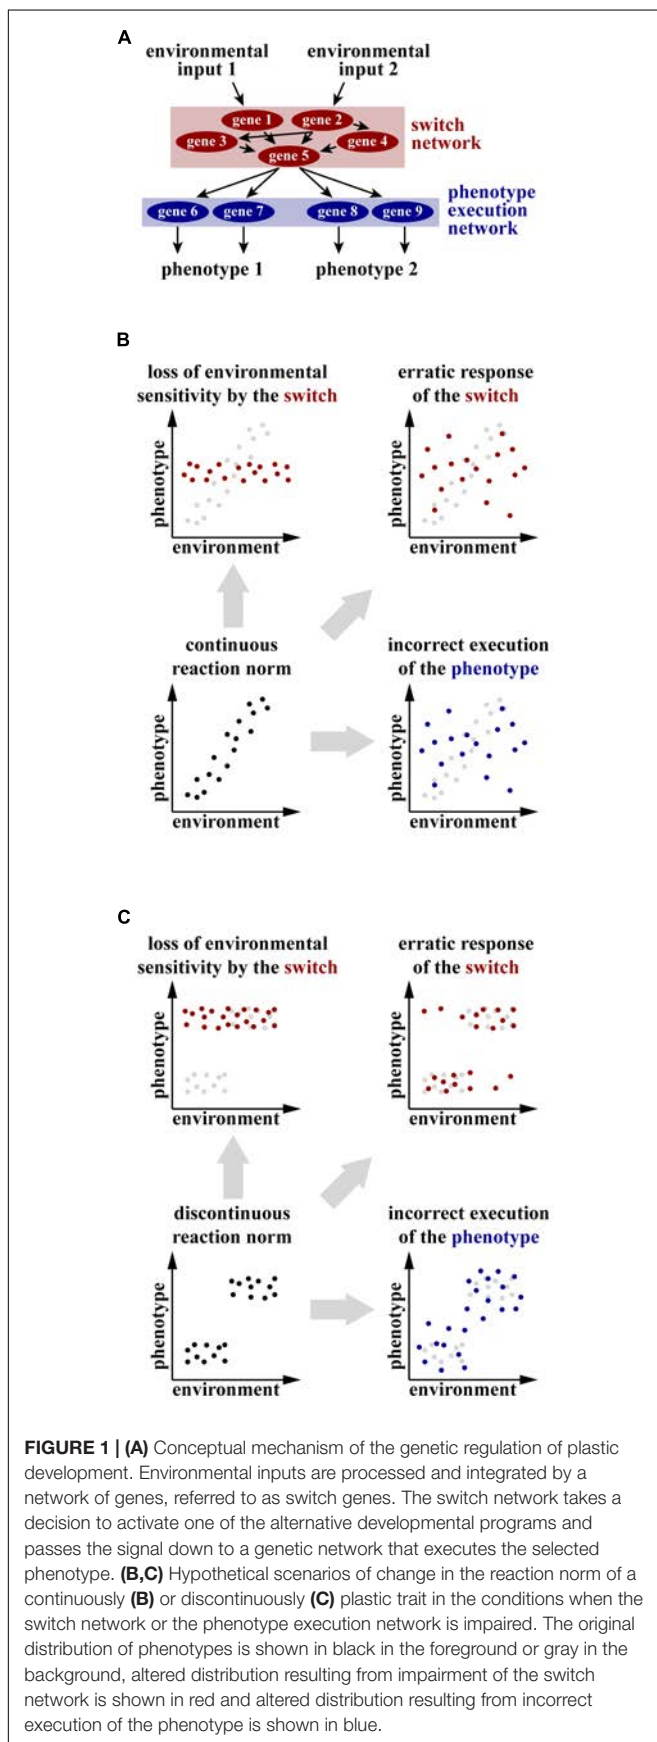 A
environmental
input 1
environmental
input 2
gene 1
gene 2
gene 3
gene 4
gene 5
switch
network
gene 6
gene 7
gene 8
gene 9
phenotype
execution
network
phenotype 1
phenotype 2
B
loss of environmental
sensitivity by the switch
phenotype
environment
erratic response
of the switch
phenotype
environment
continuous
reaction norm
phenotype
environment
incorrect execution
of the phenotype
phenotype
environment
C
loss of environmental
sensitivity by the switch
phenotype
environment
erratic response
of the switch
phenotype
environment
discontinuous
reaction norm
phenotype
environment
incorrect execution
of the phenotype
phenotype
environment
FIGURE 1 | (A) Conceptual mechanism of the genetic regulation of plastic
development. Environmental inputs are processed and integrated by a
network of genes, referred to as switch genes. The switch network takes a
decision to activate one of the alternative developmental programs and
passes the signal down to a genetic network that executes the selected
phenotype. (B,C) Hypothetical scenarios of change in the reaction norm of a
continuously (B) or discontinuously (C) plastic trait in the conditions when the
switch network or the phenotype execution network is impaired. The original
distribution of phenotypes is shown in black in the foreground or gray in the
background, altered distribution resulting from impairment of the switch
network is shown in red and altered distribution resulting from incorrect
execution of the phenotype is shown in blue.